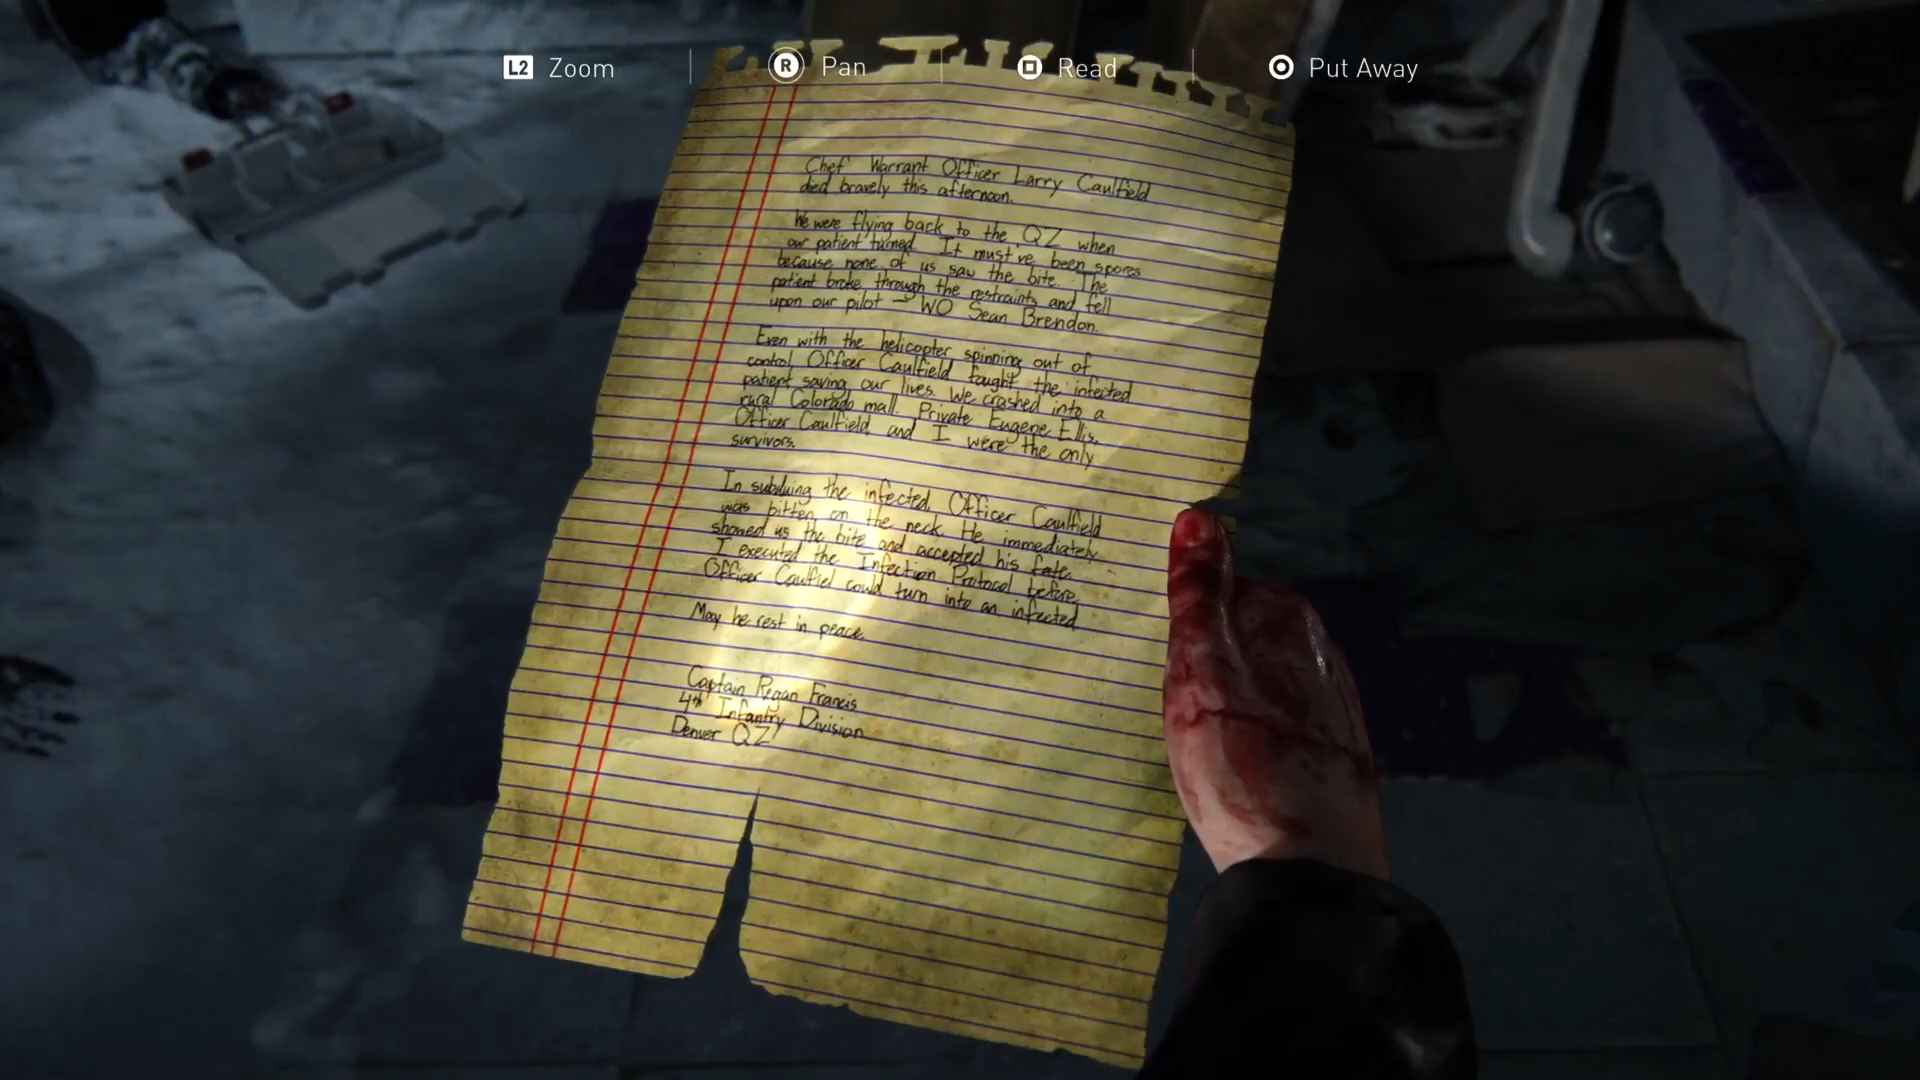 L2 Zoom R Pan Read Put Away
Chef Warrant Officer Larry Caulfield
died bravely this afternoon.
We were flying back to the QZ when
our patient turned. It must've been spores
because none of us saw the bite. The
patient broke through the restraints and fell
upon our pilot - WO Sean Brendon.
Even with the helicopter spinning out of
control Officer Caulfield fought the infected
patient saving our lives. We crashed into a
rural Colorado mall. Private Eugene Ellis,
Officer Caulfield, and I were the only
survivors.
In subduing the infected, Officer Caulfield
was bitten on the neck. He immediately
showed us the bite and accepted his fate.
I executed the Infection Protocol before
Officer Caulfiel could turn into an infected
May he rest in peace.
Captain Regan Francis
4th Infantry Division
Denver QZ